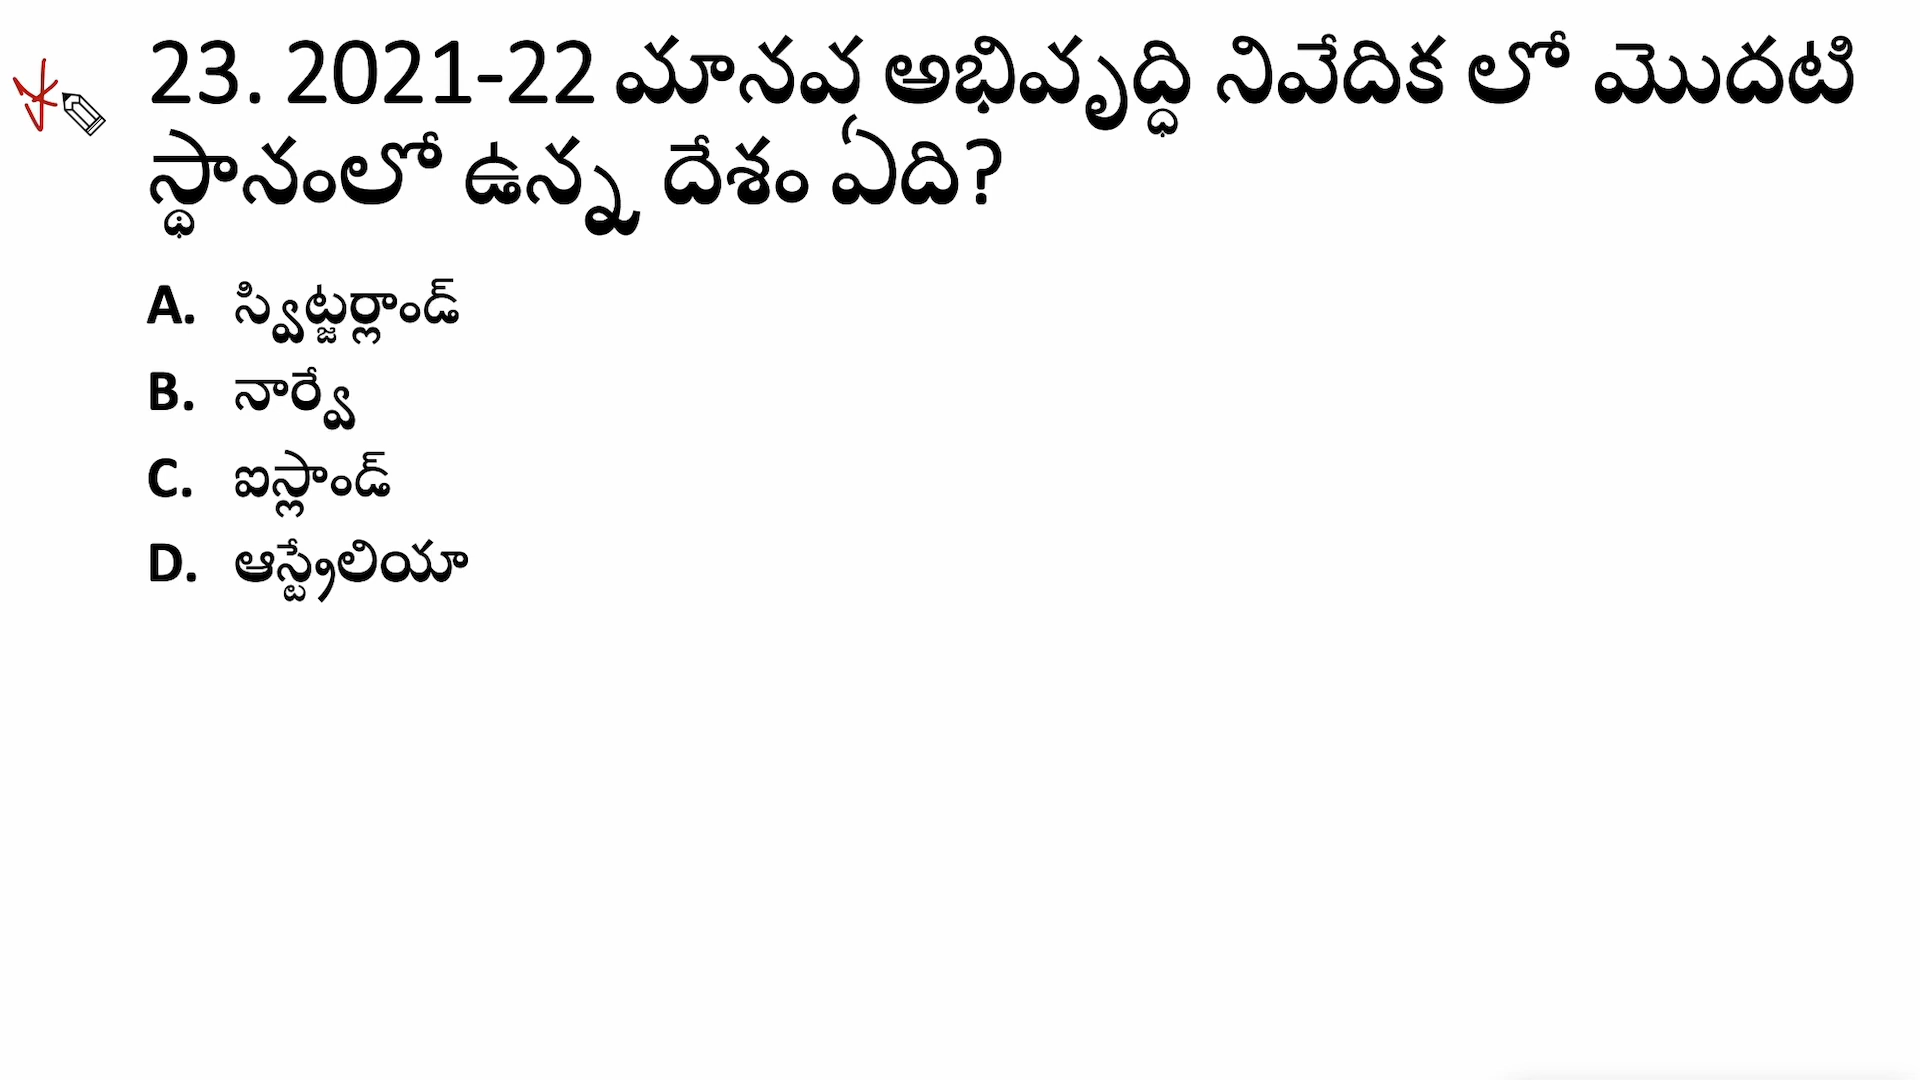 23. 2021-22 మానవ అభివృద్ధి నివేదిక లో మొదటి
స్థానంలో ఉన్న దేశం ఏది?
A. స్విట్జర్లాండ్
B. నార్వే
C. ఐస్లాండ్
D. ఆస్ట్రేలియా